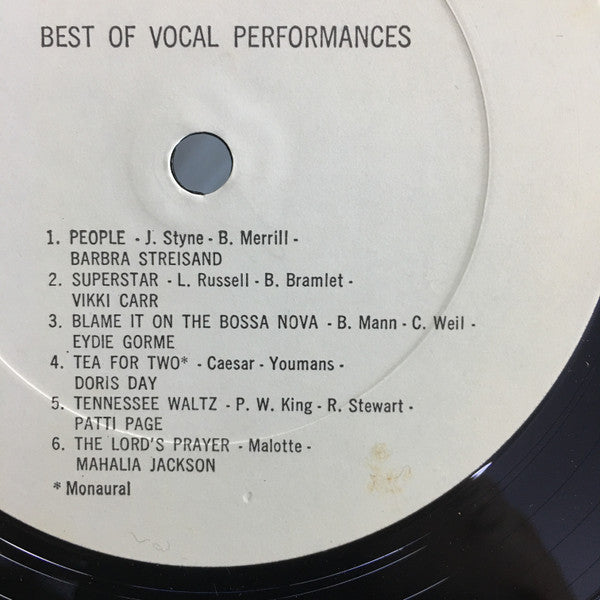 BEST OF VOCAL PERFORMANCES
1. PEOPLE - J. Styne - B. Merrill -
BARBRA STREISAND
2. SUPERSTAR - L. Russell - B. Bramlet -
VIKKI CARR
3. BLAME IT ON THE BOSSA NOVA - B. Mann - C. Weil -
EYDIE GORME
4. TEA FOR TWO* - Caesar - Youmans -
DORIS DAY
5. TENNESSEE WALTZ - P. W. King - R. Stewart -
PATTI PAGE
6. THE LORD'S PRAYER - Malotte -
MAHALIA JACKSON
* Monaural